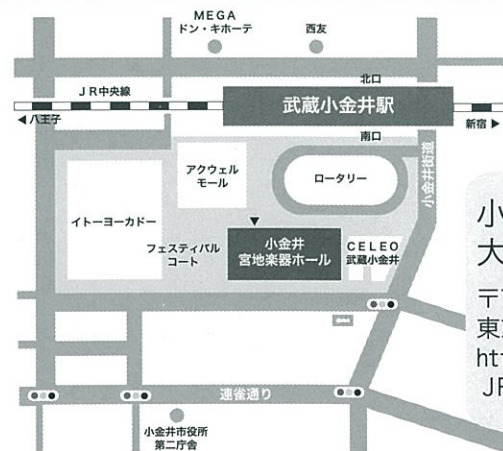 MEGA
ドン・キホーテ
西友
北口
JR中央線
武蔵小金井駅
◀八王子
新宿▶
南口
アクウェル
モール
ロータリー
小金井街道
イトーヨーカドー
フェスティバル
コート
小金井
宮地楽器ホール
CELEO
武蔵小金井
連雀通り
小金井市役所
第二庁舎
小
大
〒
東
htt
JR